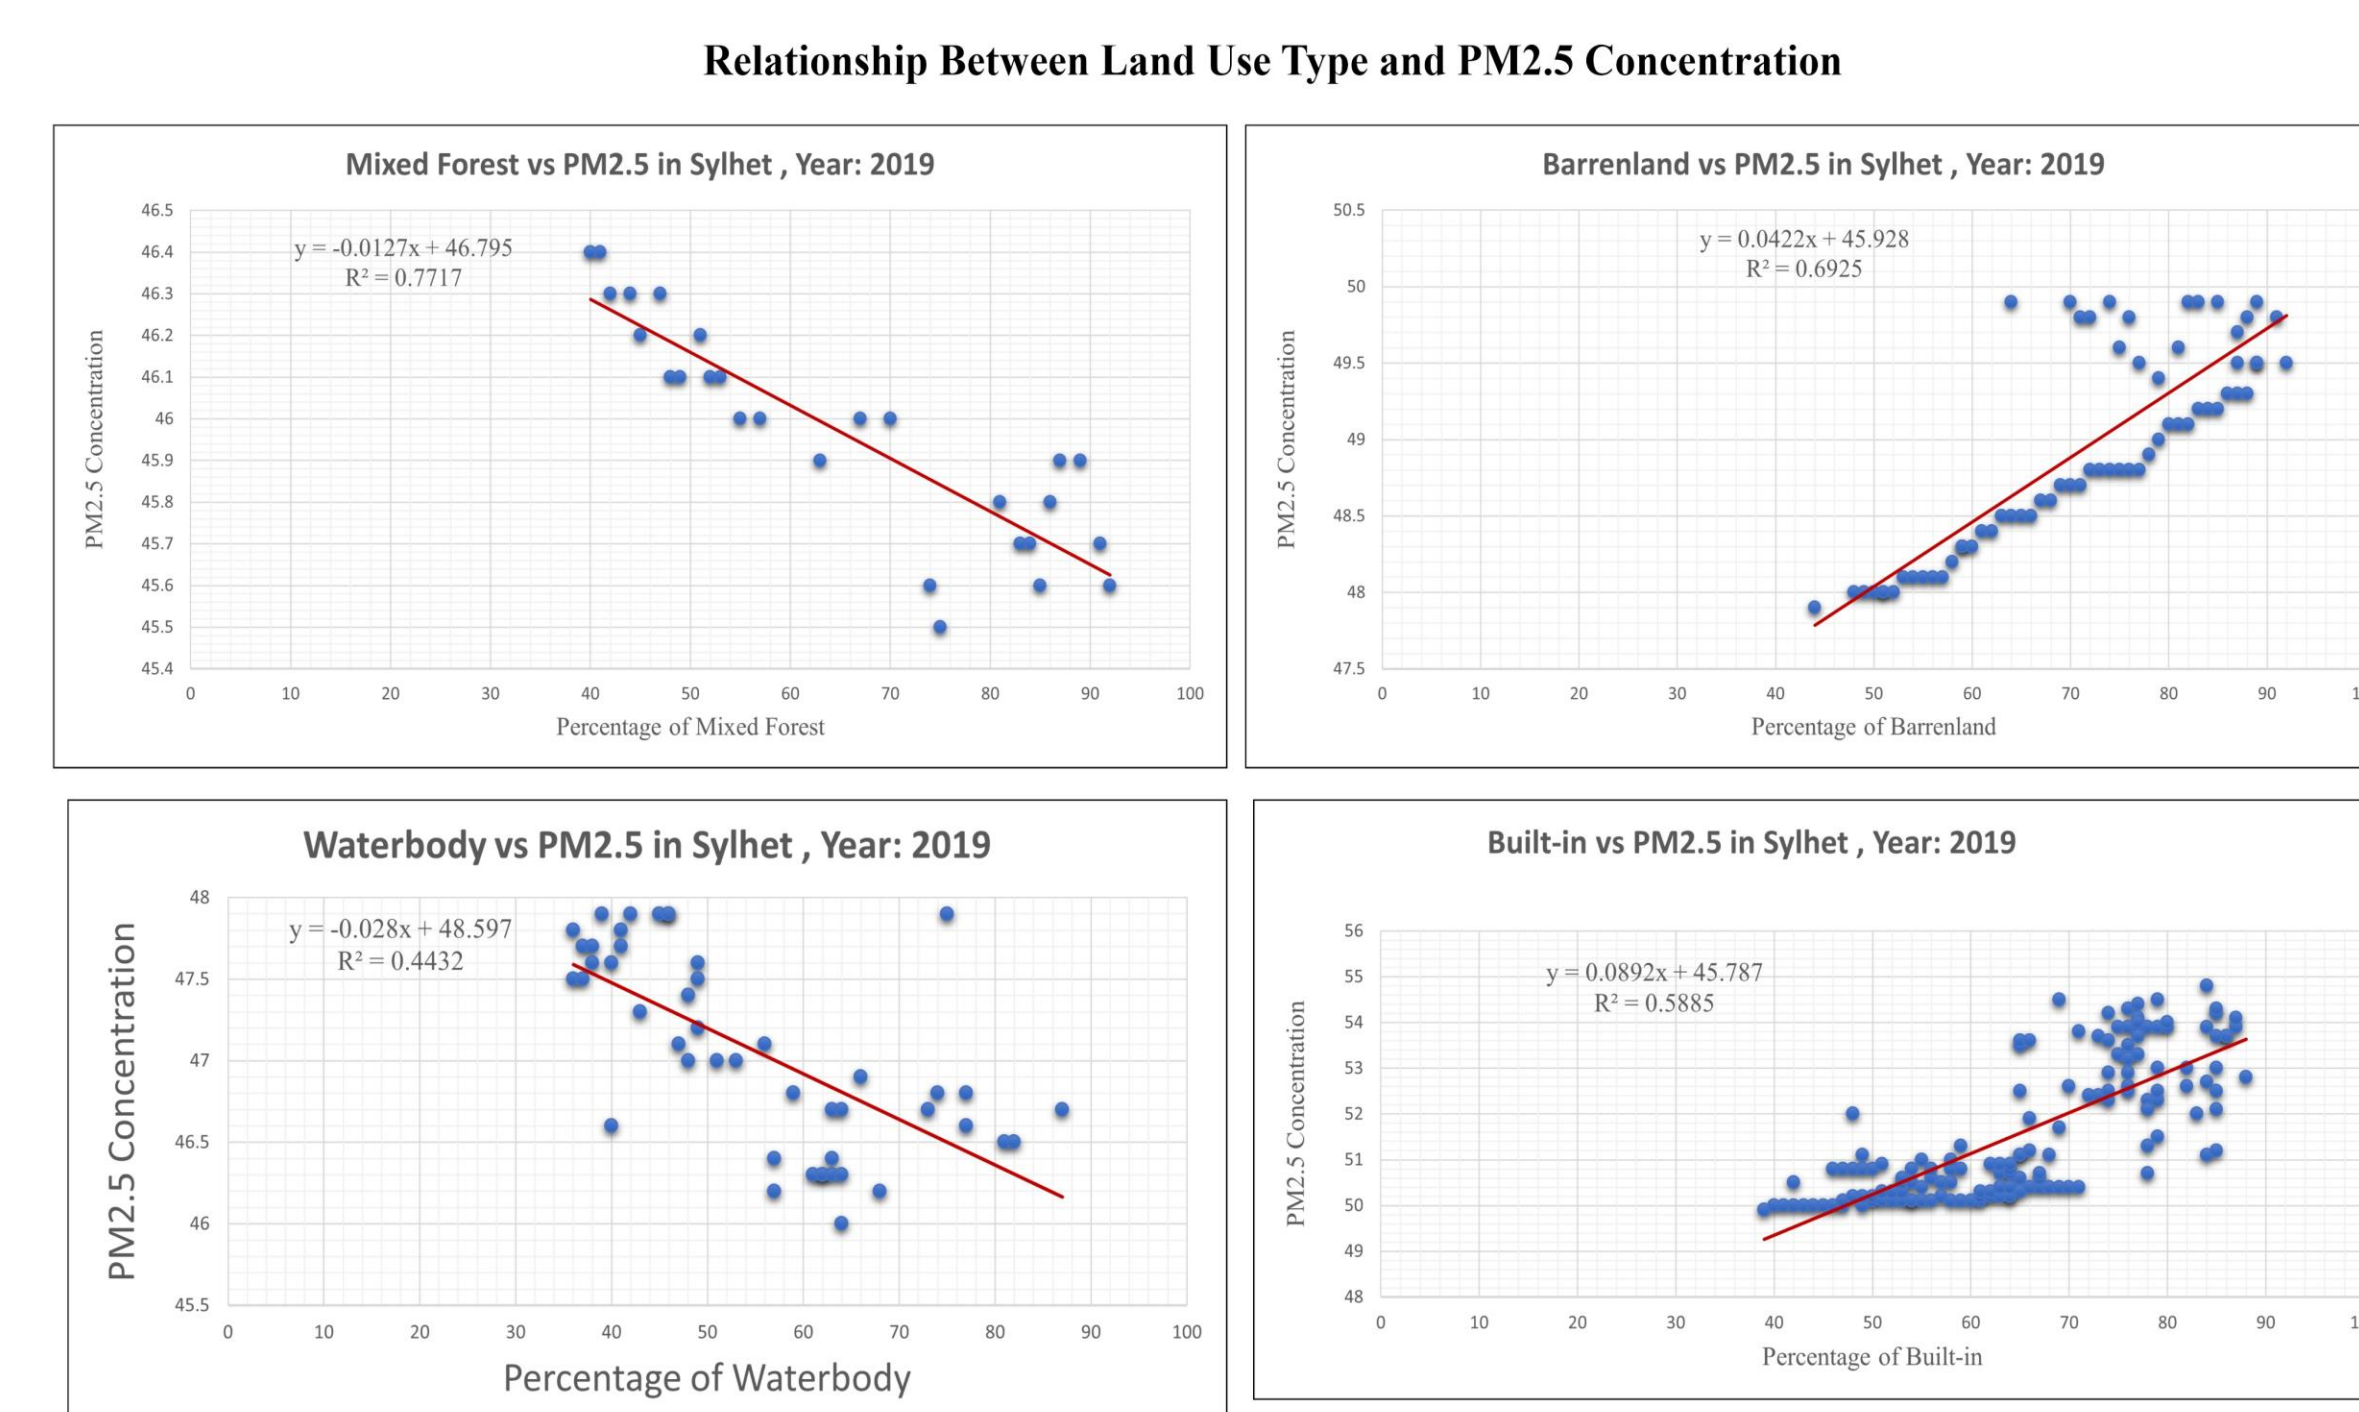 Relationship Between Land Use Type and PM2.5 Concentration
Mixed Forest vs PM2.5 in Sylhet , Year: 2019
y = -0.0127x + 46.795
R² = 0.7717
46.5
46.4
46.3
46.2
46.1
46
45.9
45.8
45.7
45.6
45.5
45.4
PM2.5 Concentration
0 10 20 30 40 50 60 70 80 90 100
Percentage of Mixed Forest
Barrenland vs PM2.5 in Sylhet , Year: 2019
y = 0.0422x + 45.928
R² = 0.6925
50.5
50
49.5
49
48.5
48
47.5
PM2.5 Concentration
0 10 20 30 40 50 60 70 80 90
Percentage of Barrenland
Waterbody vs PM2.5 in Sylhet , Year: 2019
y = -0.028x + 48.597
R² = 0.4432
48
47.5
47
46.5
46
45.5
PM2.5 Concentration
0 10 20 30 40 50 60 70 80 90 100
Percentage of Waterbody
Built-in vs PM2.5 in Sylhet , Year: 2019
y = 0.0892x + 45.787
R² = 0.5885
56
55
54
53
52
51
50
49
48
PM2.5 Concentration
0 10 20 30 40 50 60 70 80 90
Percentage of Built-in